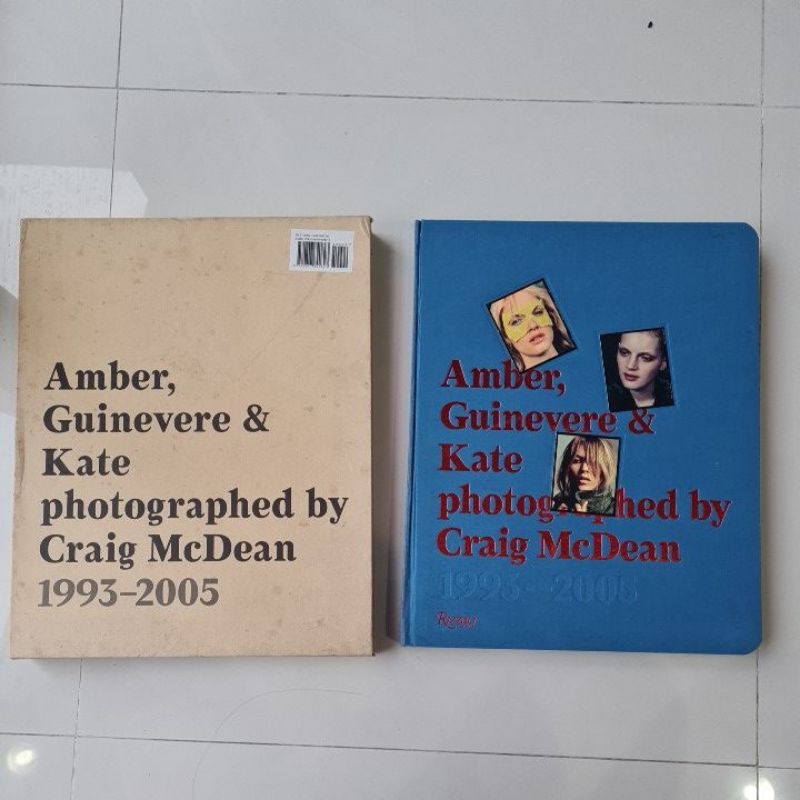 Amber,
Guinevere &
Kate
photographed by
Craig McDean
1993–2005
Amber,
Guinevere &
Kate
photographed by
Craig McDean
1993–2005
Rizzoli